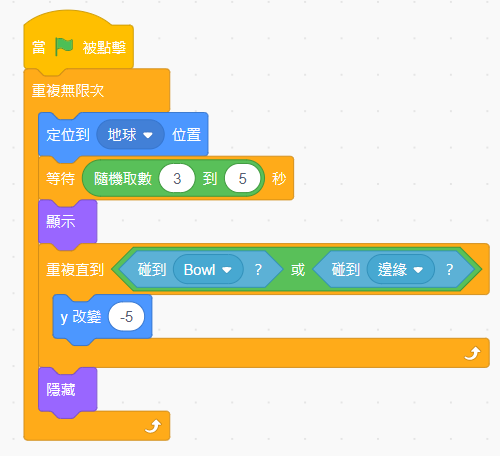 當 被點擊
重複無限次
定位到 地球 位置
等待 隨機取數 3 到 5 秒
顯示
重複直到 碰到 Bowl ? 或 碰到 邊緣 ?
y 改變 -5
隱藏